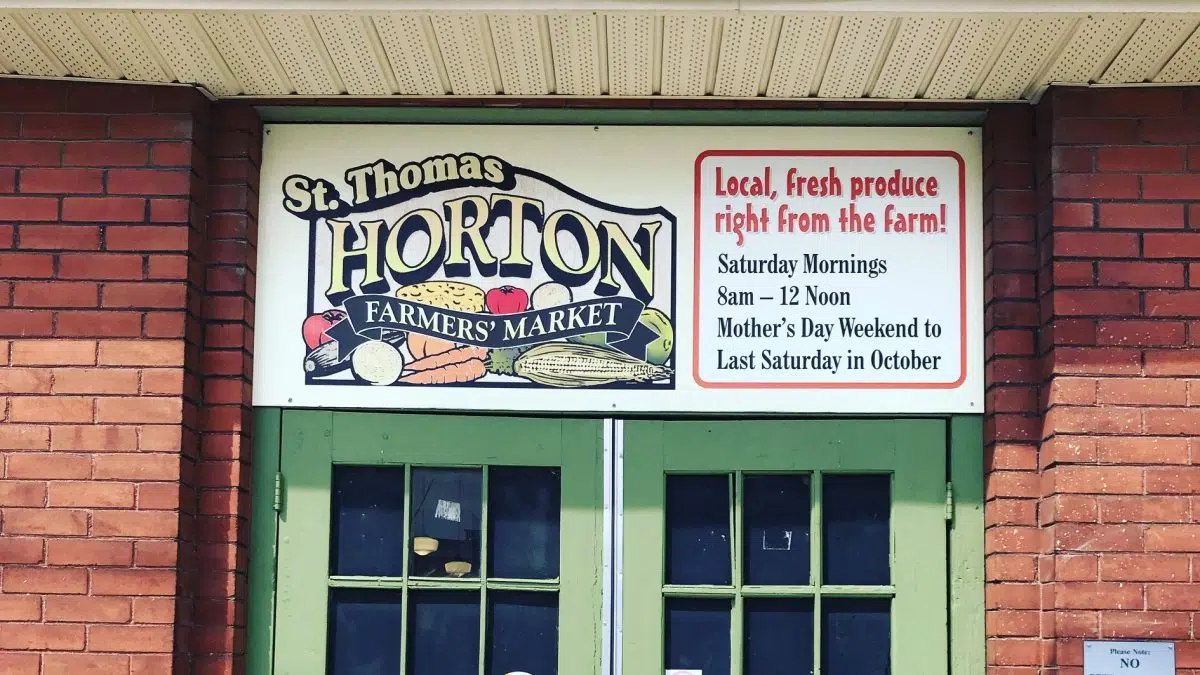 St. Thomas
HORTON
FARMERS' MARKET
Local, fresh produce
right from the farm!
Saturday Mornings
8am – 12 Noon
Mother's Day Weekend to
Last Saturday in October
Please Note:
NO